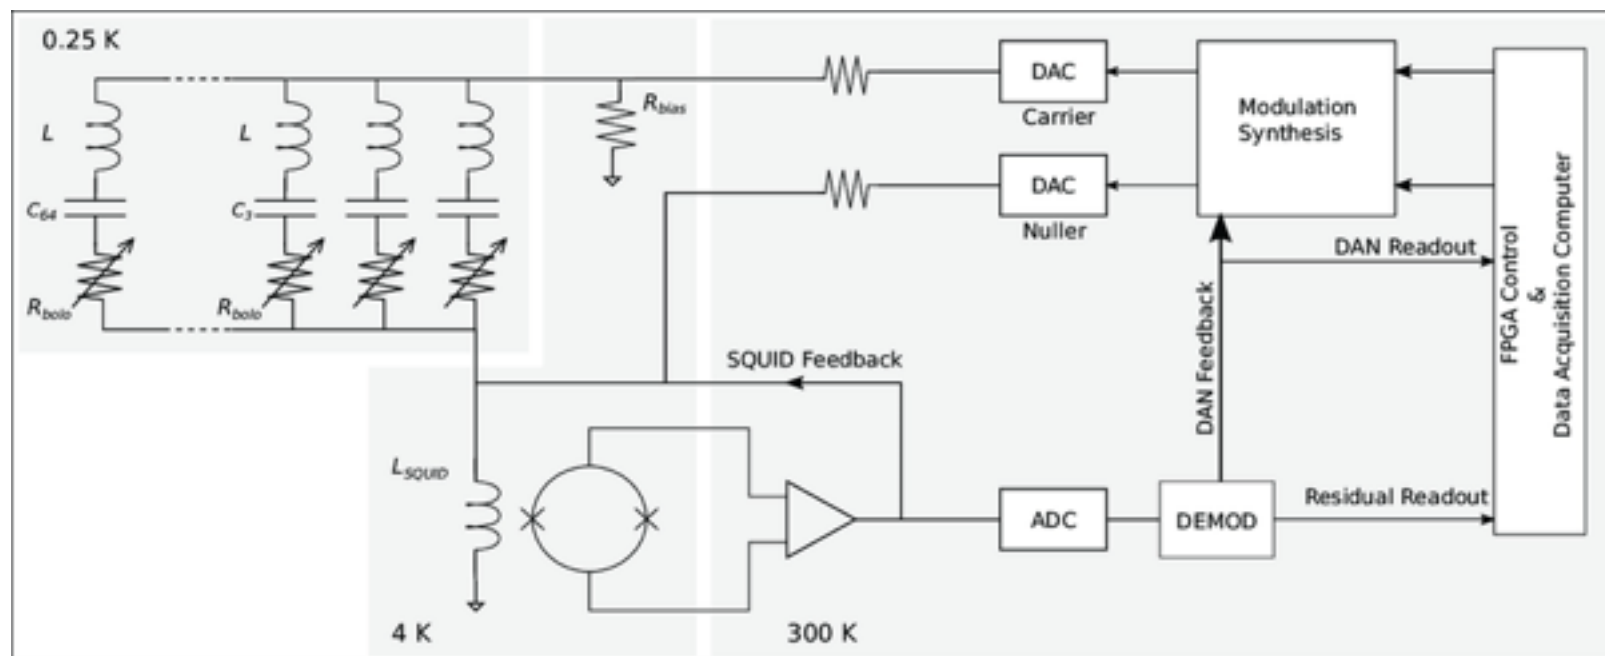 0.25 K
L
L
C64
C3
Rbolo
Rbolo
Rbias
DAC
Carrier
DAC
Nuller
Modulation
Synthesis
DAN Readout
DAN Feedback
FPGA Control
&
Data Acquisition Computer
SQUID Feedback
LSQUID
ADC
DEMOD
Residual Readout
4 K
300 K